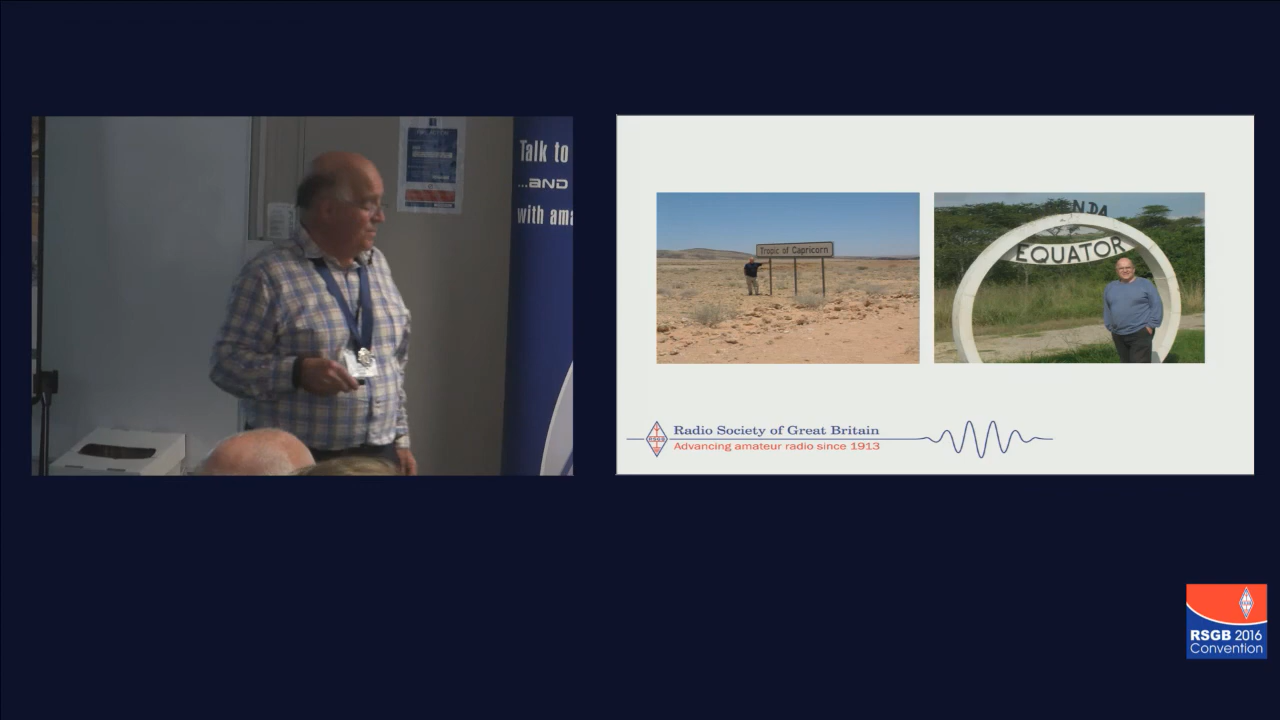 Talk to
...AND
with ama
Tropic of Capricorn
NDA
EQUATOR
RSGB
Radio Society of Great Britain
Advancing amateur radio since 1913
RSGB 2016
Convention